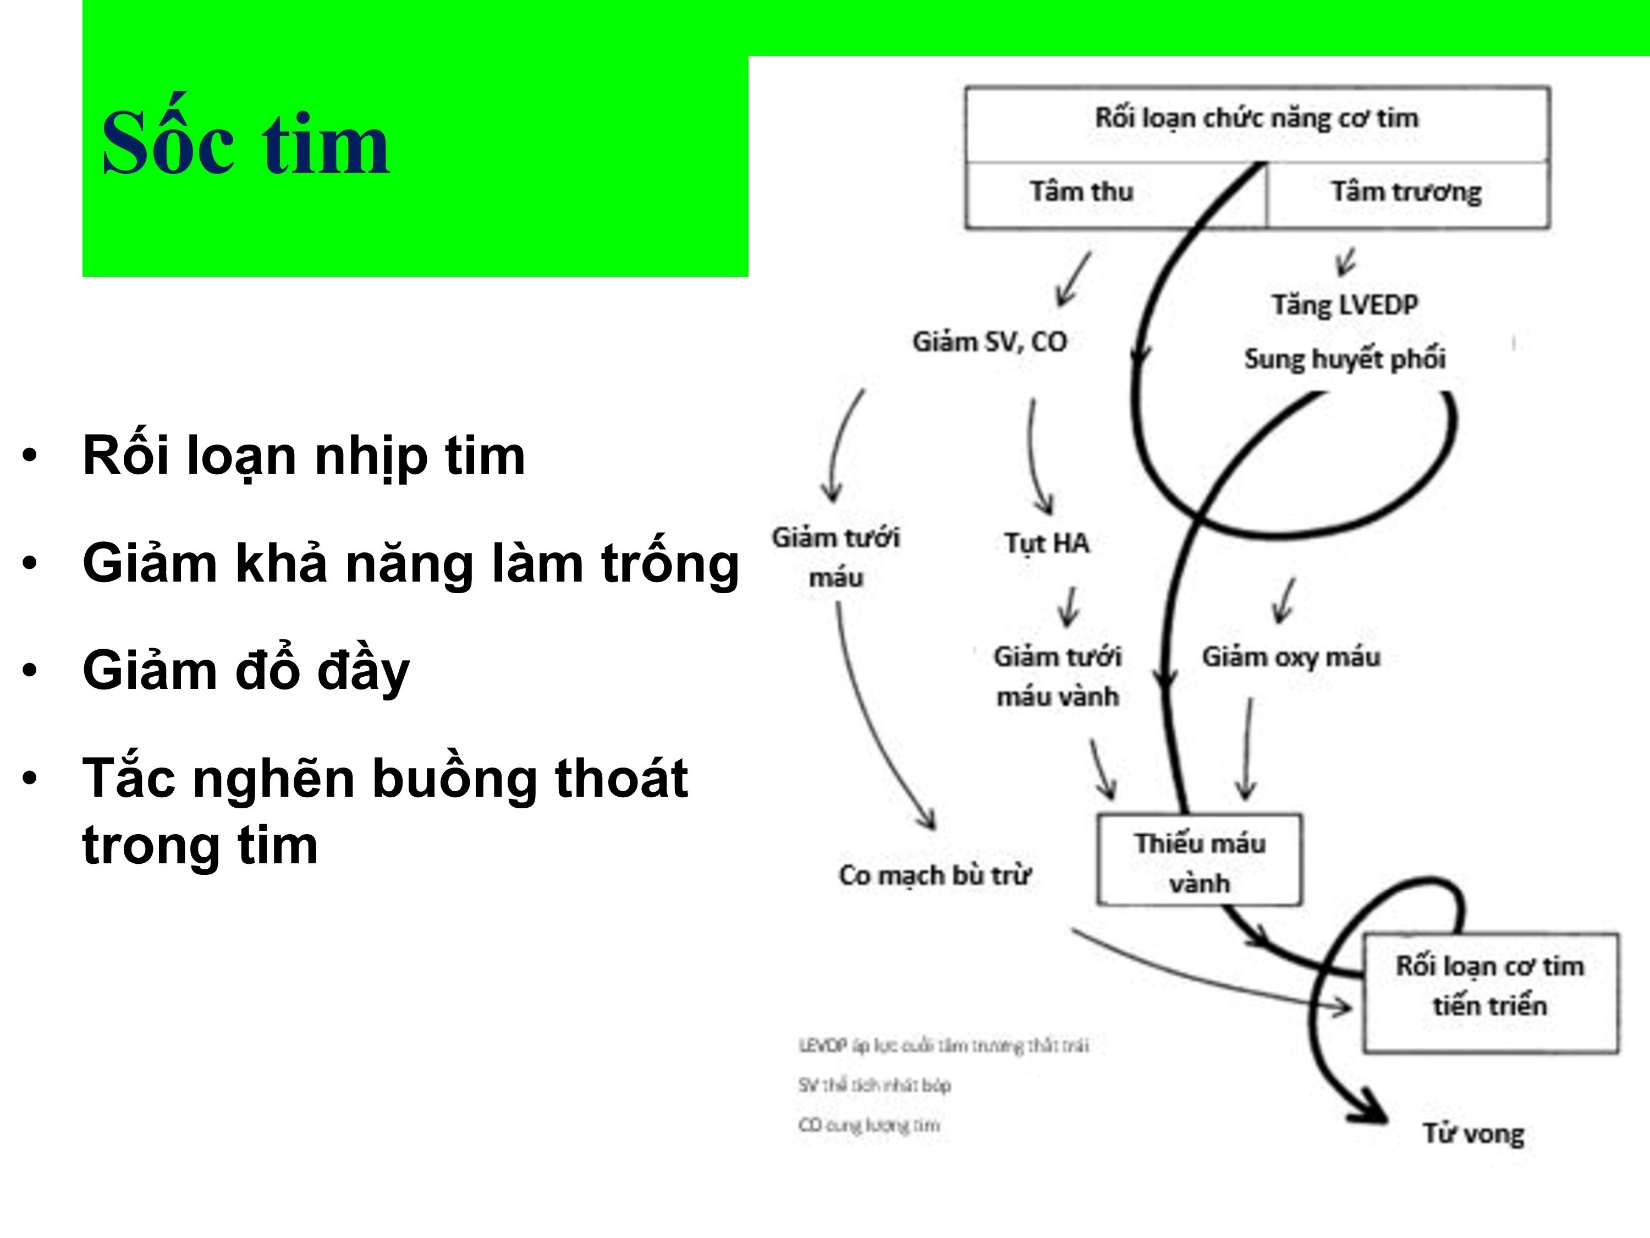 Sốc tim
• Rối loạn nhịp tim
• Giảm khả năng làm trống
• Giảm đổ đầy
• Tắc nghẽn buồng thoát
trong tim
Rối loạn chức năng cơ tim
Tâm thu
Tâm trương
Tăng LVEDP
Giảm SV, CO
Sung huyết phổi
Giảm tưới
máu
Tụt HA
Giảm tưới
máu vành
Giảm oxy máu
Thiếu máu
vành
Co mạch bù trừ
Rối loạn cơ tim
tiến triển
LEVDP áp lực cuối tâm trương thất trái
SV thể tích nhát bóp
CO cung lượng tim
Tử vong